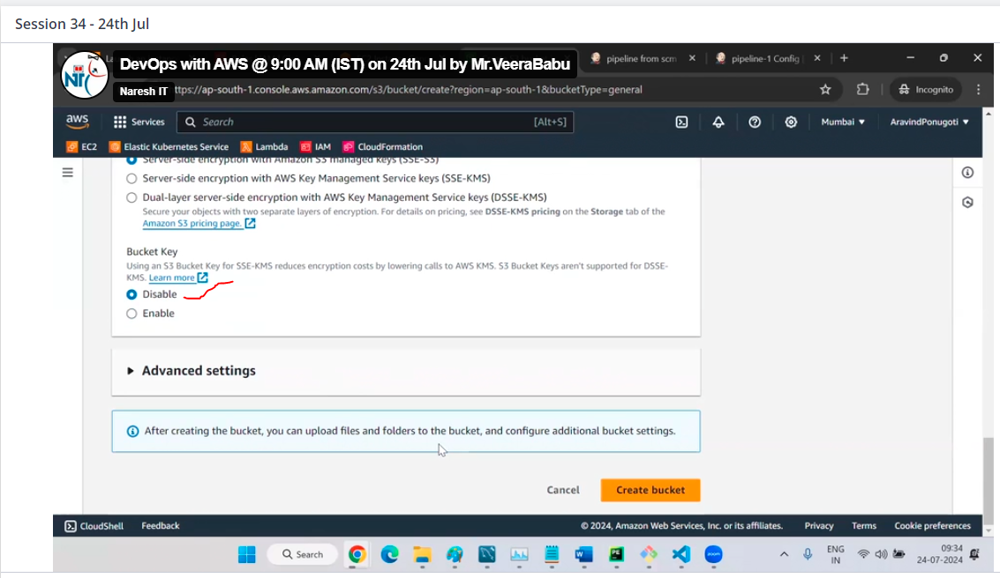 Session 34 - 24th Jul
DevOps with AWS @ 9:00 AM (IST) on 24th Jul by Mr.VeeraBabu
pipeline from scm
pipeline-1 Config
Naresh IT
ttps://ap-south-1.console.aws.amazon.com/s3/bucket/create?region=ap-south-1&bucketType=general
Incognito
aws
Services
Search
[Alt+S]
Mumbai
AravindPonugoti
EC2
Elastic Kubernetes Service
Lambda
IAM
CloudFormation
Server-side encryption with Amazon S3 managed keys (SSE-S3)
Server-side encryption with AWS Key Management Service keys (SSE-KMS)
Dual-layer server-side encryption with AWS Key Management Service keys (DSSE-KMS)
Secure your objects with two separate layers of encryption. For details on pricing, see DSSE-KMS pricing on the Storage tab of the
Amazon S3 pricing page.
Bucket Key
Using an S3 Bucket Key for SSE-KMS reduces encryption costs by lowering calls to AWS KMS. S3 Bucket Keys aren't supported for DSSE-
KMS. Learn more
Disable
Enable
Advanced settings
After creating the bucket, you can upload files and folders to the bucket, and configure additional bucket settings.
Cancel
Create bucket
CloudShell
Feedback
© 2024, Amazon Web Services, Inc. or its affiliates.
Privacy
Terms
Cookie preferences
Search
ENG
IN
09:34
24-07-2024